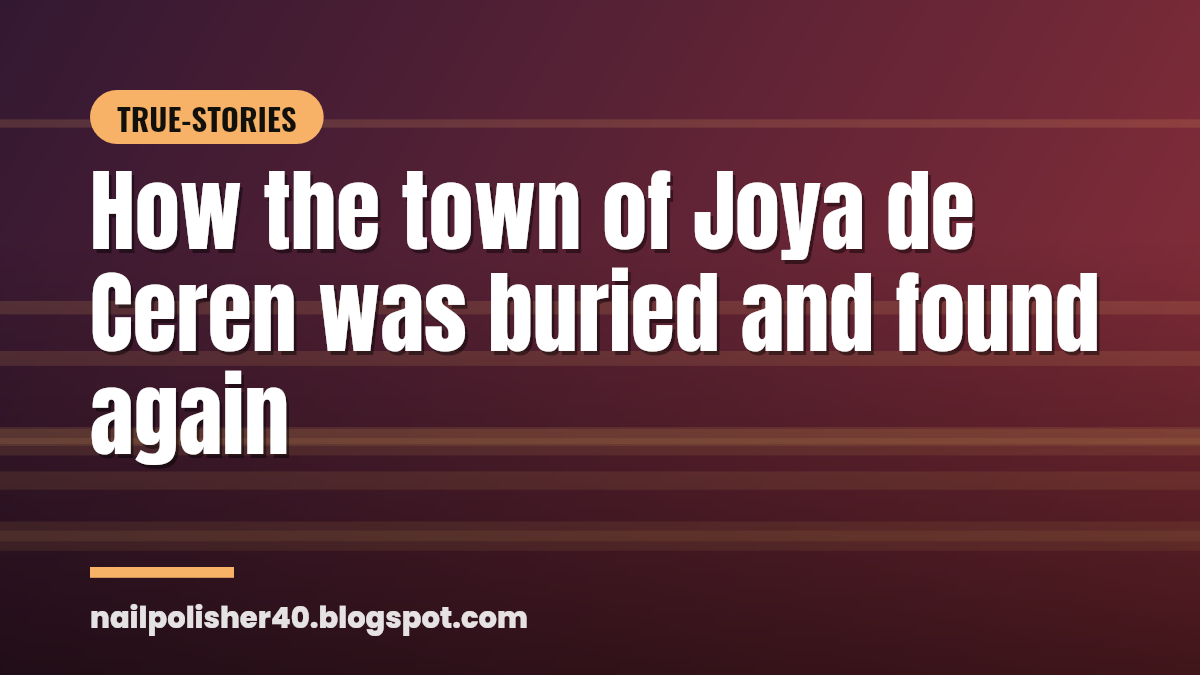 TRUE-STORIES
How the town of Joya de
Ceren was buried and found
again
nailpolisher40.blogspot.com